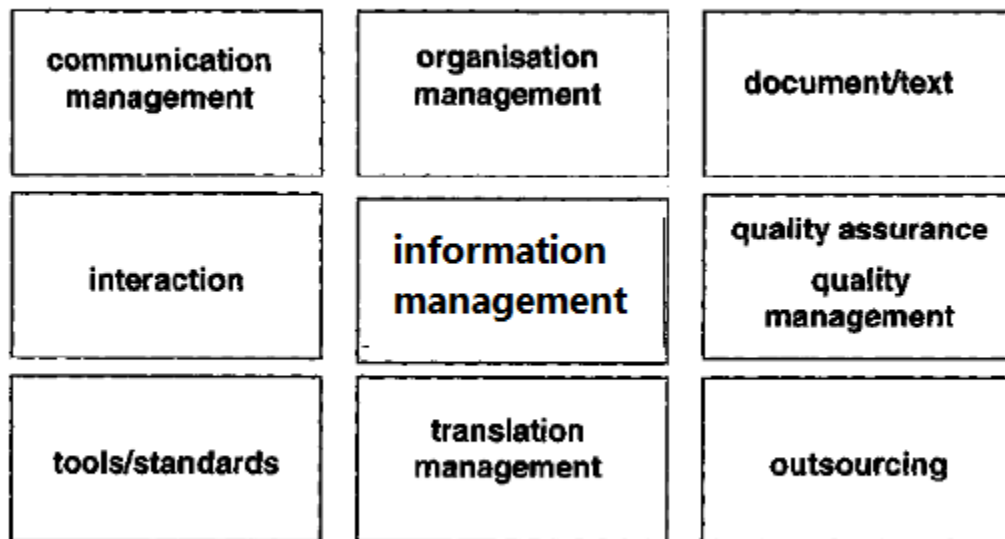 communication
management
organisation
management
document/text
interaction
information
management
quality assurance
quality
management
tools/standards
translation
management
outsourcing